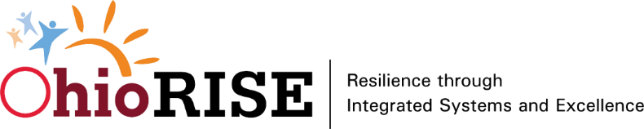 OhioRISE
Resilience through
Integrated Systems and Excellence